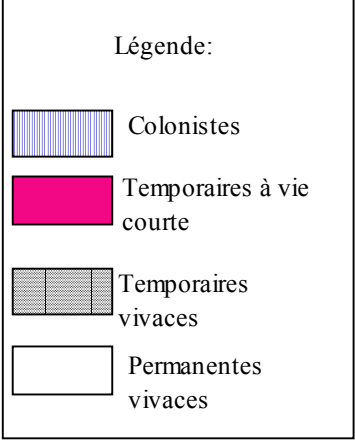 Légende:
Colonistes
Temporaires à vie
courte
Temporaires
vivaces
Permanentes
vivaces